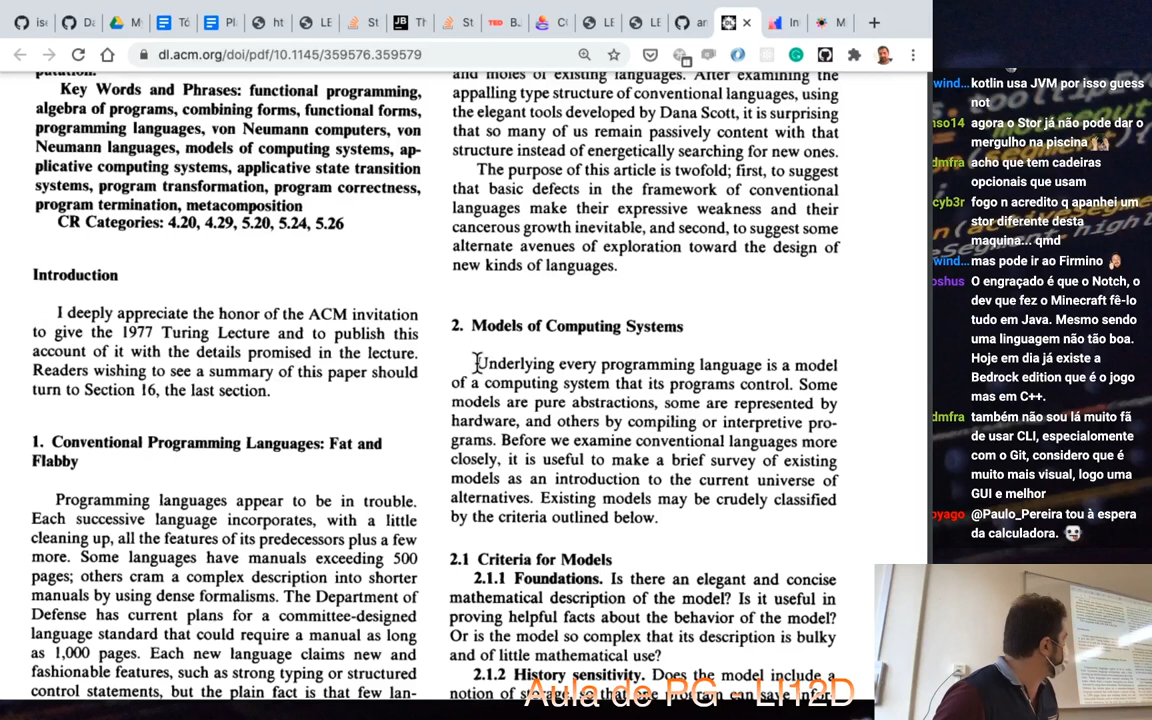 dl.acm.org/doi/pdf/10.1145/359576.359579
Key Words and Phrases: functional programming,
algebra of programs, combining forms, functional forms,
programming languages, von Neumann computers, von
Neumann languages, models of computing systems, ap-
plicative computing systems, applicative state transition
systems, program transformation, program correctness,
program termination, metacomposition
CR Categories: 4.20, 4.29, 5.20, 5.24, 5.26
Introduction
I deeply appreciate the honor of the ACM invitation
to give the 1977 Turing Lecture and to publish this
account of it with the details promised in the lecture.
Readers wishing to see a summary of this paper should
turn to Section 16, the last section.
1. Conventional Programming Languages: Fat and
Flabby
Programming languages appear to be in trouble.
Each successive language incorporates, with a little
cleaning up, all the features of its predecessors plus a few
more. Some languages have manuals exceeding 500
pages; others cram a complex description into shorter
manuals by using dense formalisms. The Department of
Defense has current plans for a committee-designed
language standard that could require a manual as long
as 1,000 pages. Each new language claims new and
fashionable features, such as strong typing or structured
control statements, but the plain fact is that few lan-
and moles of existing languages. After examining the
appalling type structure of conventional languages, using
the elegant tools developed by Dana Scott, it is surprising
that so many of us remain passively content with that
structure instead of energetically searching for new ones.
The purpose of this article is twofold; first, to suggest
that basic defects in the framework of conventional
languages make their expressive weakness and their
cancerous growth inevitable, and second, to suggest some
alternate avenues of exploration toward the design of
new kinds of languages.
2. Models of Computing Systems
Underlying every programming language is a model
of a computing system that its programs control. Some
models are pure abstractions, some are represented by
hardware, and others by compiling or interpretive pro-
grams. Before we examine conventional languages more
closely, it is useful to make a brief survey of existing
models as an introduction to the current universe of
alternatives. Existing models may be crudely classified
by the criteria outlined below.
2.1 Criteria for Models
2.1.1 Foundations. Is there an elegant and concise
mathematical description of the model? Is it useful in
proving helpful facts about the behavior of the model?
Or is the model so complex that its description is bulky
and of little mathematical use?
2.1.2 History sensitivity. Does the model include a
notion of
Aula de PG - LI12D
wind... kotlin usa JVM por isso guess
not
nso14 agora o Stor já não pode dar o
mergulho na piscina
dmfra acho que tem cadeiras
opcionais que usam
cyb3r fogo n acredito q apanhei um
stor diferente desta
maquina... qmd
wind... mas pode ir ao Firmino
oshus O engraçado é que o Notch, o
dev que fez o Minecraft fê-lo
tudo em Java. Mesmo sendo
uma linguagem não tão boa.
Hoje em dia já existe a
Bedrock edition que é o jogo
mas em C++.
dmfra também não sou lá muito fã
de usar CLI, especialomente
com o Git, considero que é
muito mais visual, logo uma
GUI e melhor
oyago @Paulo_Pereira tou à espera
da calculadora.